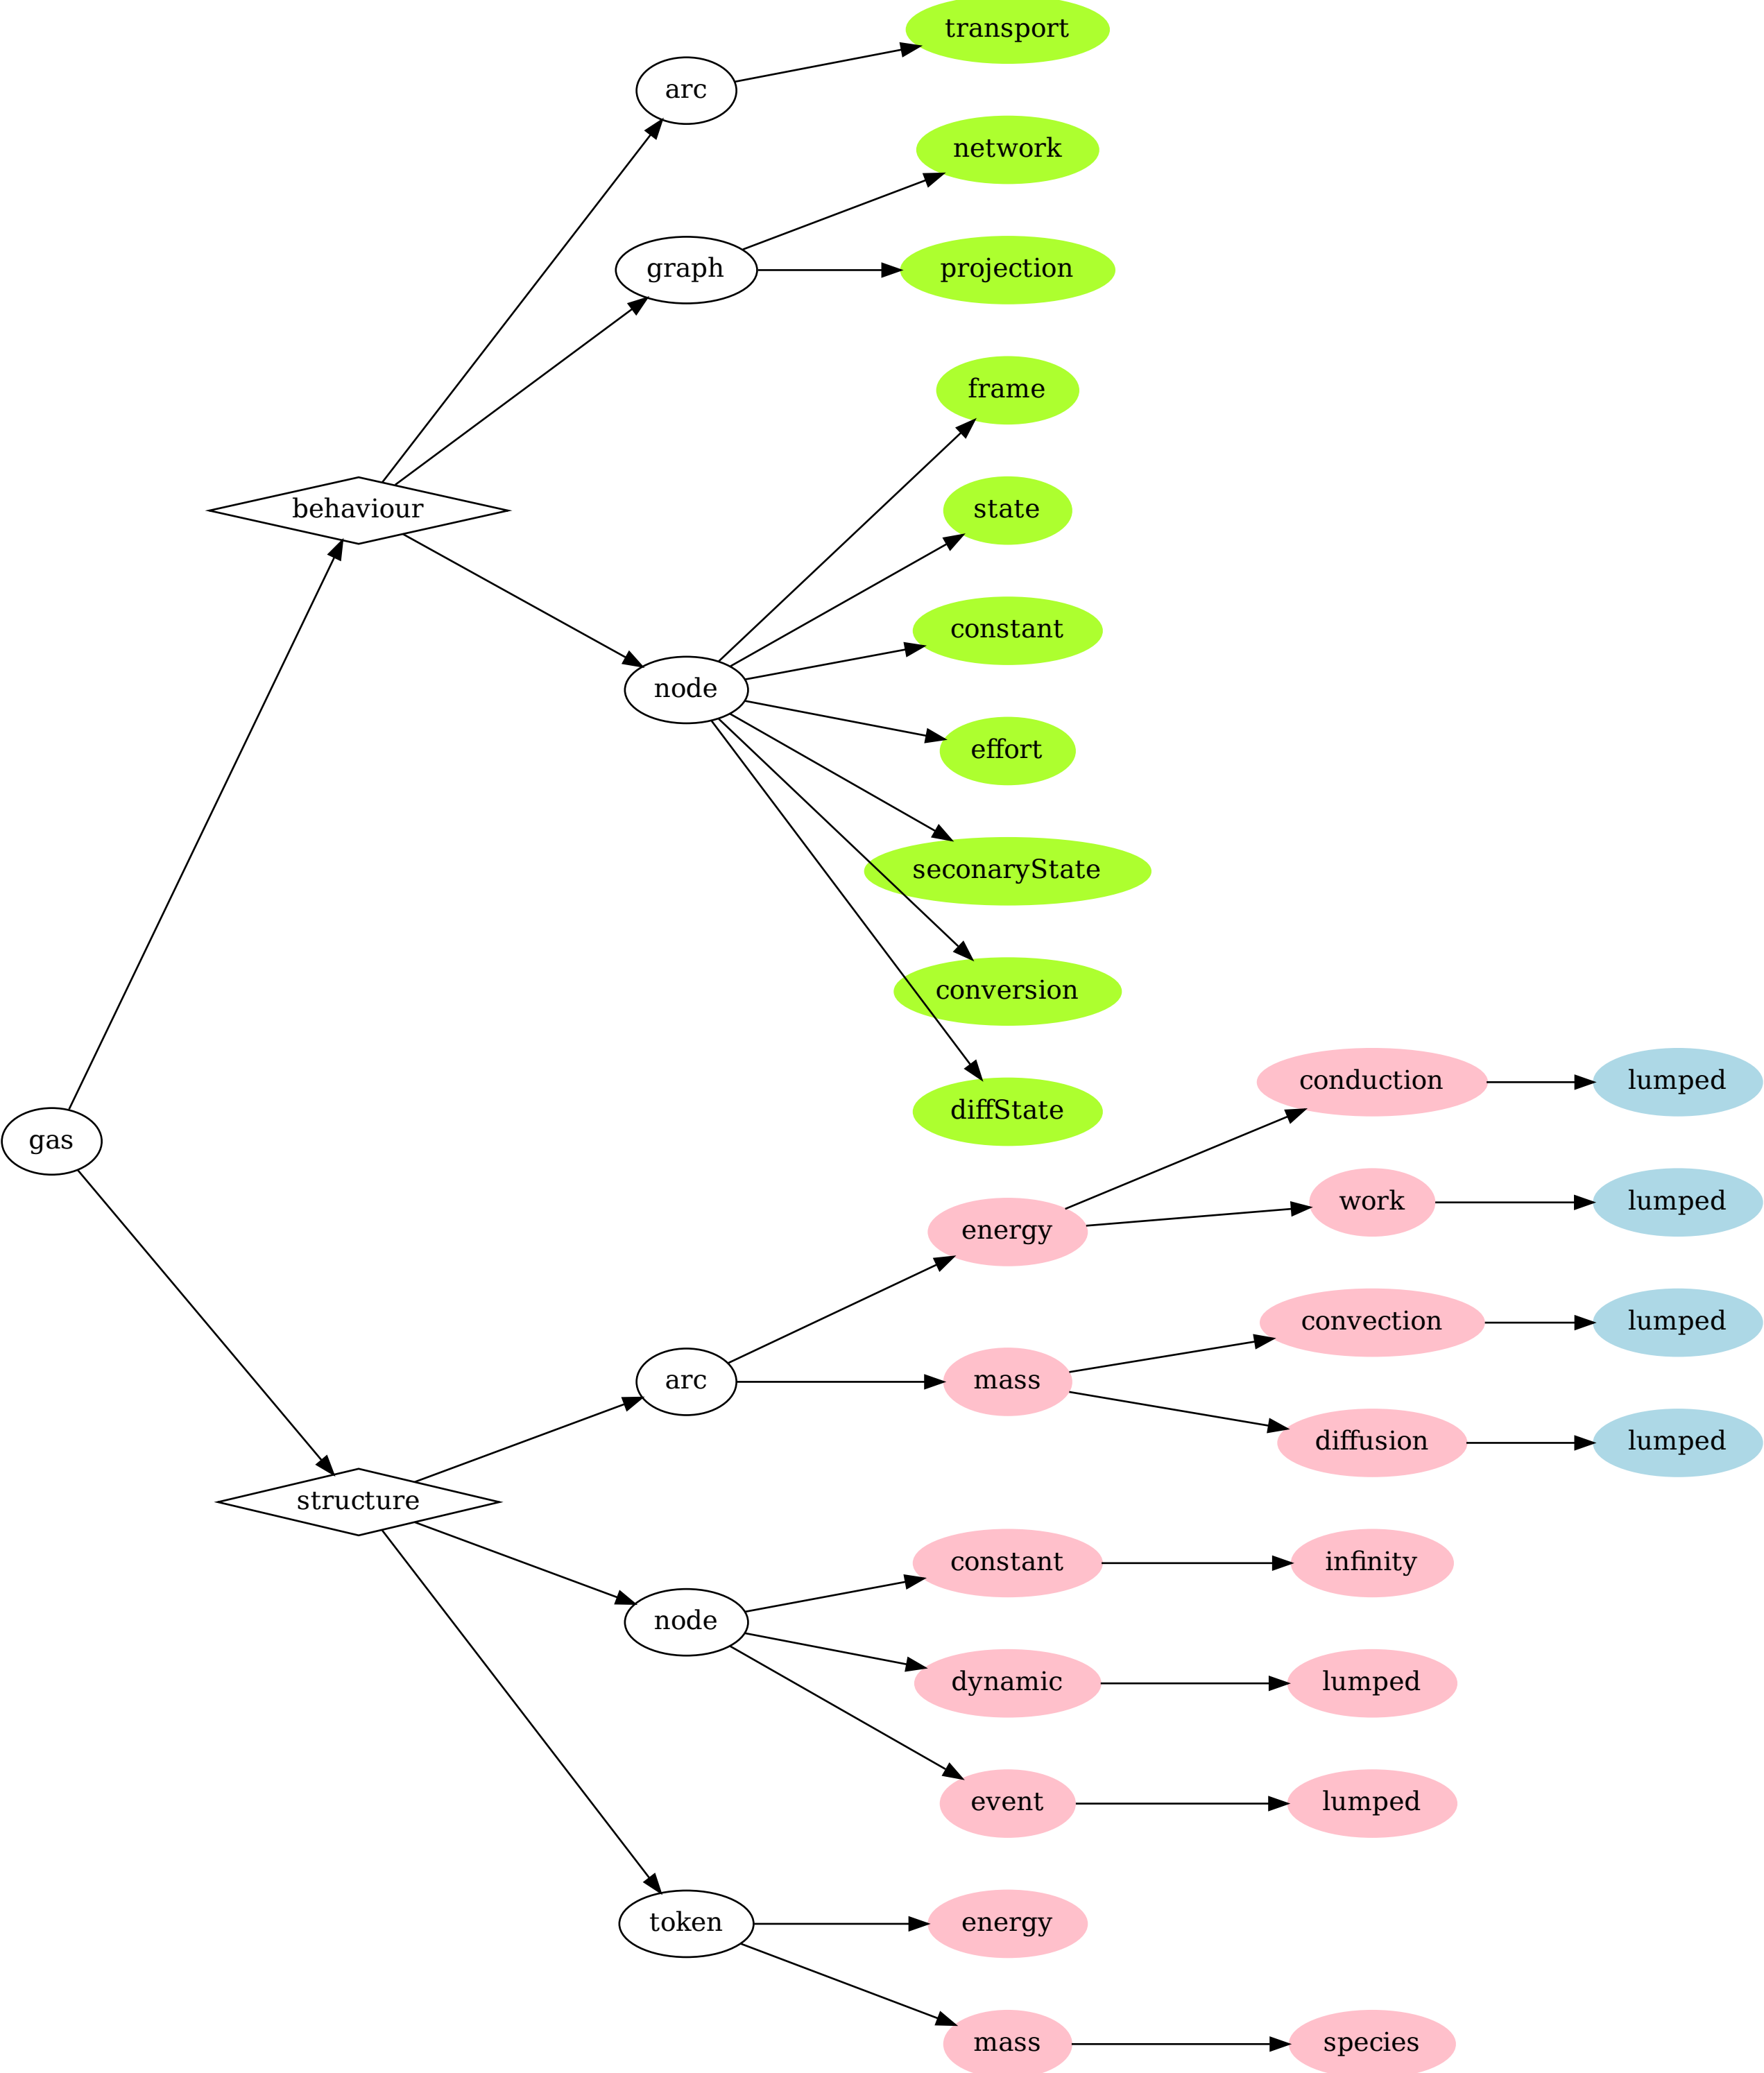 transport
arc
network
graph
projection
frame
behaviour
state
constant
node
effort
seconaryState
conversion
conduction
lumped
diffState
gas
work
lumped
energy
convection
lumped
arc
mass
diffusion
lumped
structure
constant
infinity
node
dynamic
lumped
event
lumped
token
energy
mass
species